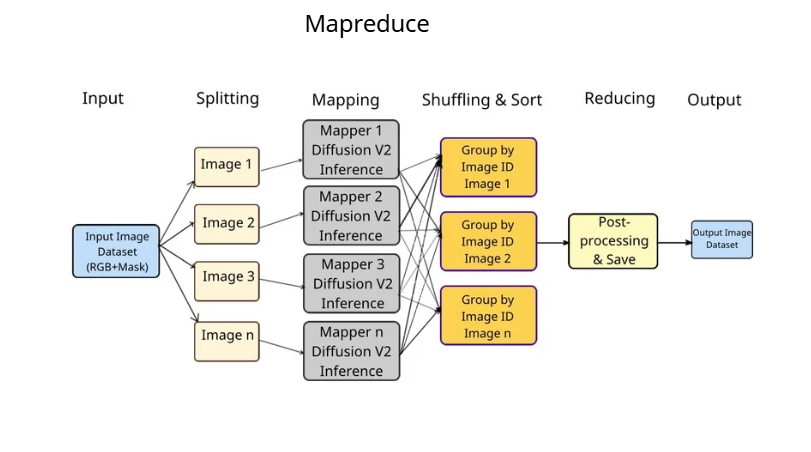 Mapreduce
Input
Splitting
Mapping
Shuffling & Sort
Reducing
Output
Input Image
Dataset
(RGB+Mask)
Image 1
Image 2
Image 3
Image n
Mapper 1
Diffusion V2
Inference
Mapper 2
Diffusion V2
Inference
Mapper 3
Diffusion V2
Inference
Mapper n
Diffusion V2
Inference
Group by
Image ID
Image 1
Group by
Image ID
Image 2
Group by
Image ID
Image n
Post-
processing
& Save
Output Image
Dataset